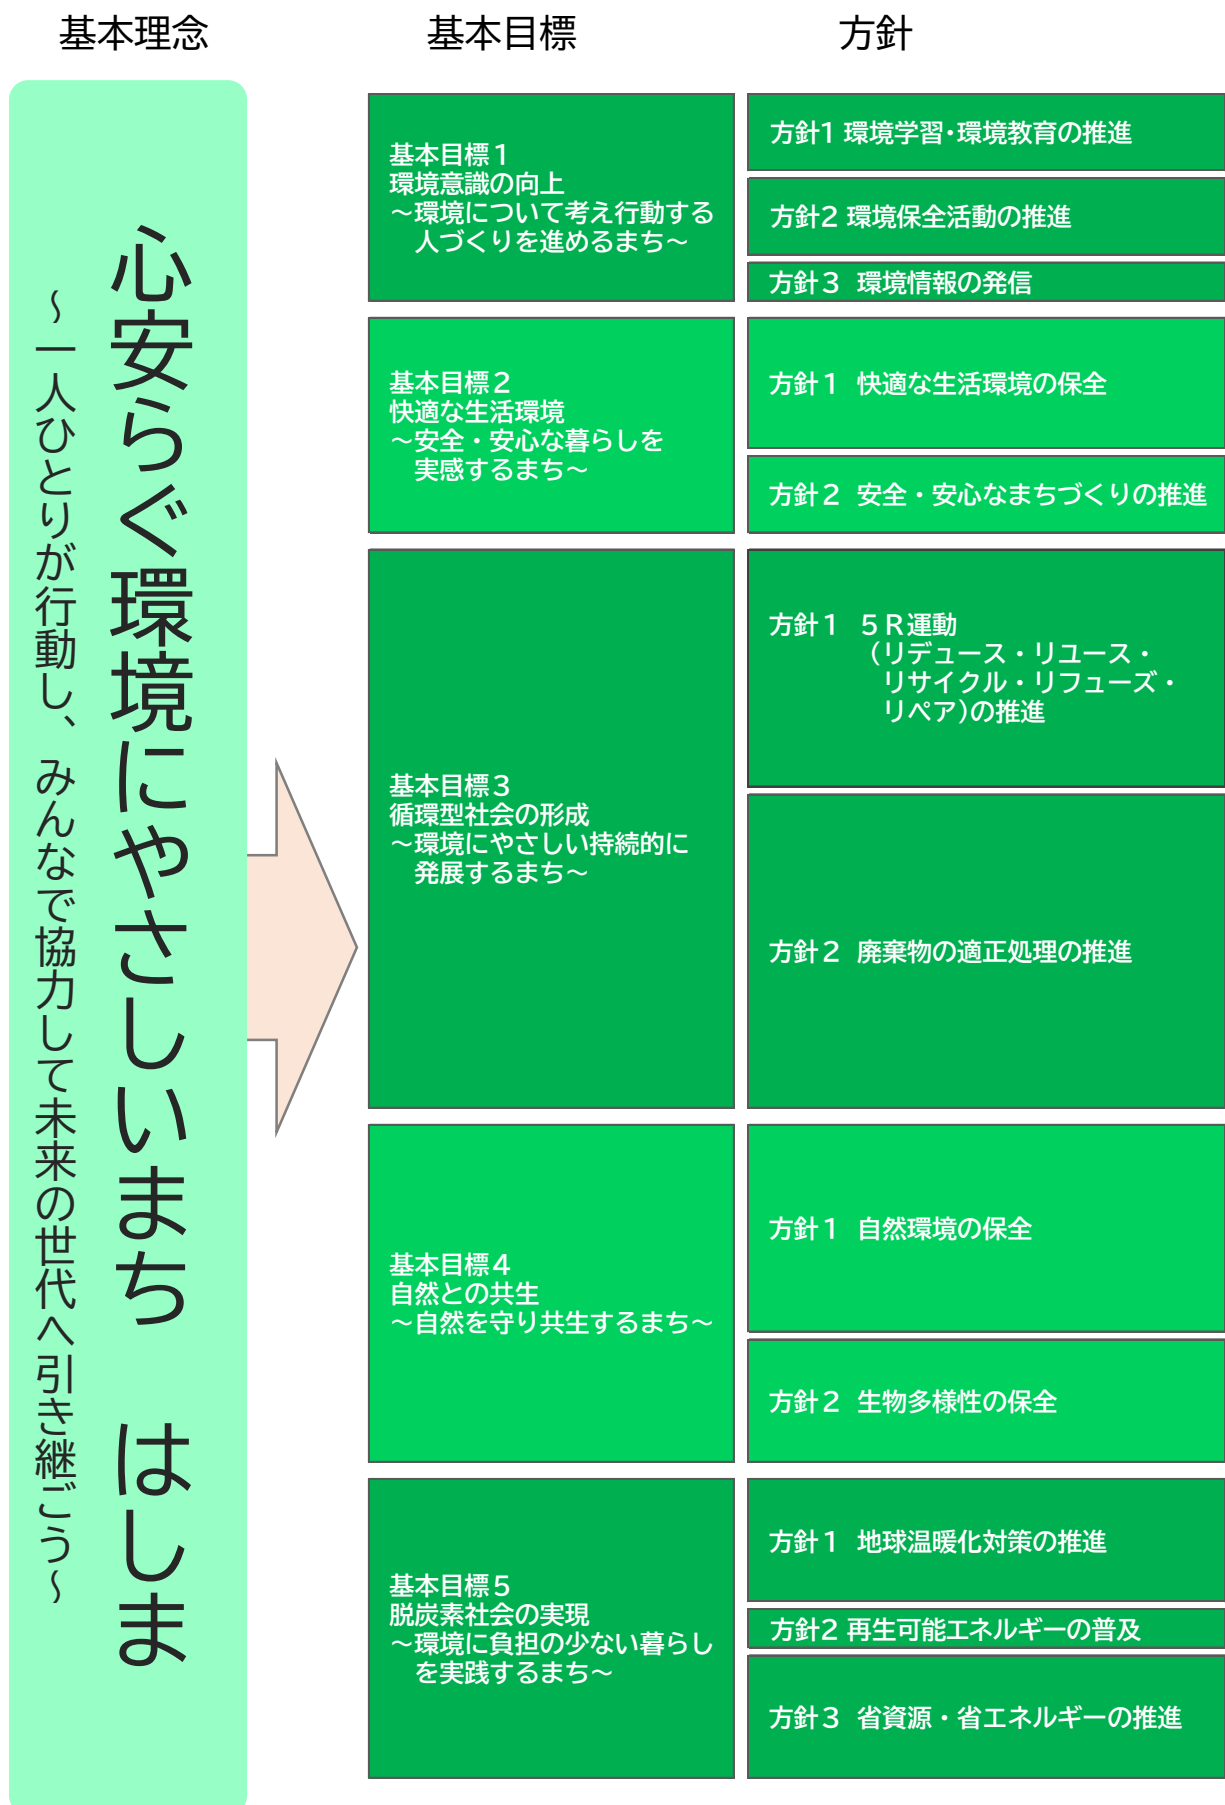 基本理念
基本目標
方針
心安らぐ環境にやさしいまち　はしま
～一人ひとりが行動し、みんなで協力して未来の世代へ引き継ごう～
基本目標１
環境意識の向上
～環境について考え行動する
人づくりを進めるまち～
方針1 環境学習・環境教育の推進
方針2 環境保全活動の推進
方針３ 環境情報の発信
基本目標２
快適な生活環境
～安全・安心な暮らしを
実感するまち～
方針１ 快適な生活環境の保全
方針２ 安全・安心なまちづくりの推進
基本目標３
循環型社会の形成
～環境にやさしい持続的に
発展するまち～
方針１ ５Ｒ運動
（リデュース・リユース・
リサイクル・リフューズ・
リペア）の推進
方針２ 廃棄物の適正処理の推進
基本目標４
自然との共生
～自然を守り共生するまち～
方針１ 自然環境の保全
方針２ 生物多様性の保全
基本目標５
脱炭素社会の実現
～環境に負担の少ない暮らし
を実践するまち～
方針１ 地球温暖化対策の推進
方針2 再生可能エネルギーの普及
方針３ 省資源・省エネルギーの推進